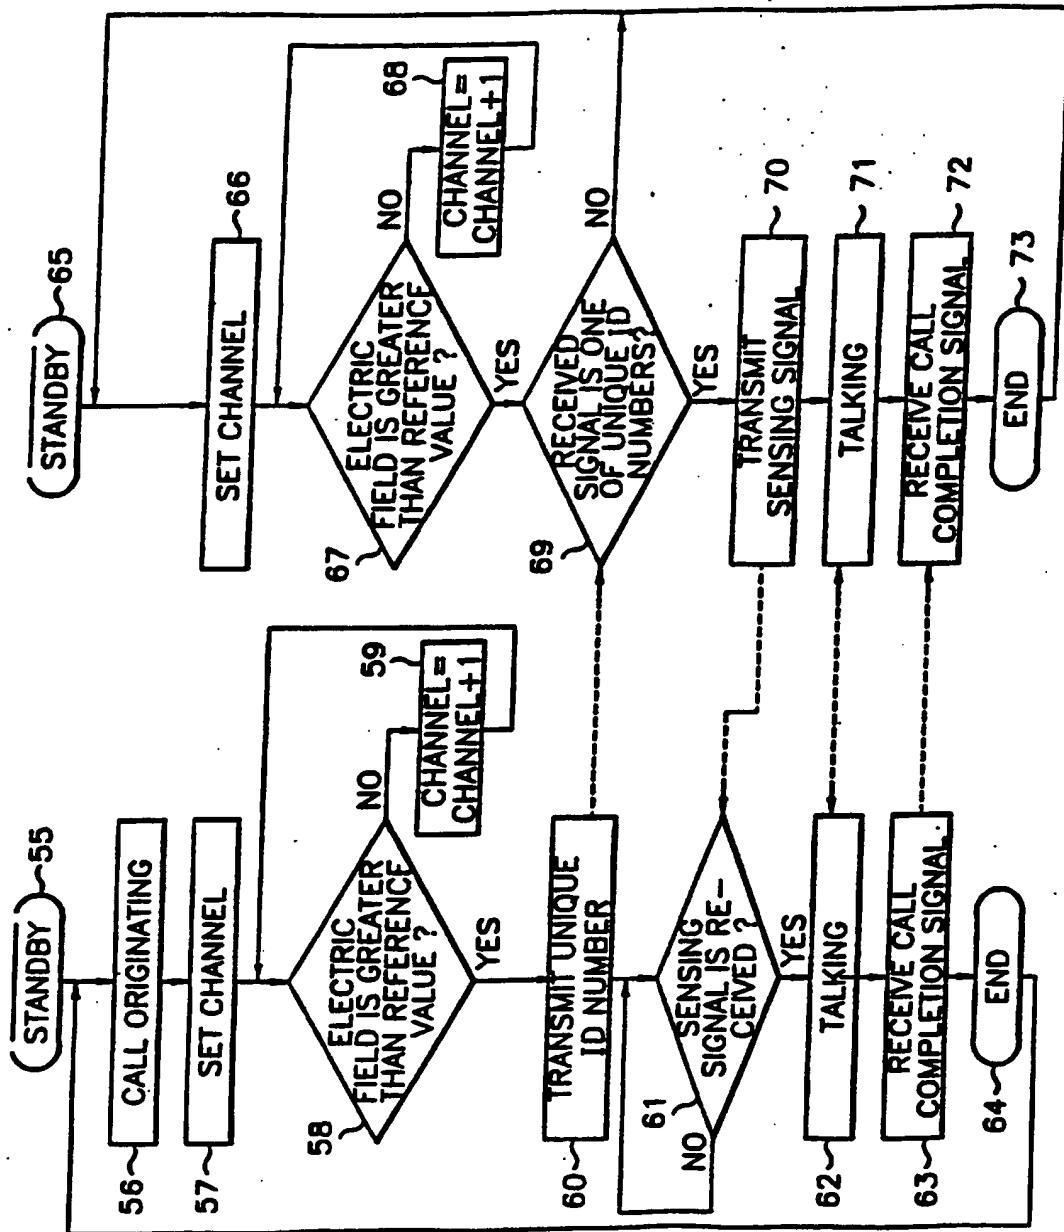 STANDBY
55
56
CALL ORIGINATING
57
SET CHANNEL
58
ELECTRIC
FIELD IS GREATER
THAN REFERENCE
VALUE ?
NO
59
CHANNEL=
CHANNEL+1
YES
60
TRANSMIT UNIQUE
ID NUMBER
61
SENSING
SIGNAL IS RE-
CEIVED ?
NO
YES
62
TALKING
63
RECEIVE CALL
COMPLETION SIGNAL
64
END
STANDBY
65
SET CHANNEL
66
67
ELECTRIC
FIELD IS GREATER
THAN REFERENCE
VALUE ?
NO
68
CHANNEL=
CHANNEL+1
YES
69
RECEIVED
SIGNAL IS ONE
OF UNIQUE ID
NUMBERS?
NO
YES
TRANSMIT
SENSING SIGNAL
70
TALKING
71
RECEIVE CALL
COMPLETION SIGNAL
72
END
73